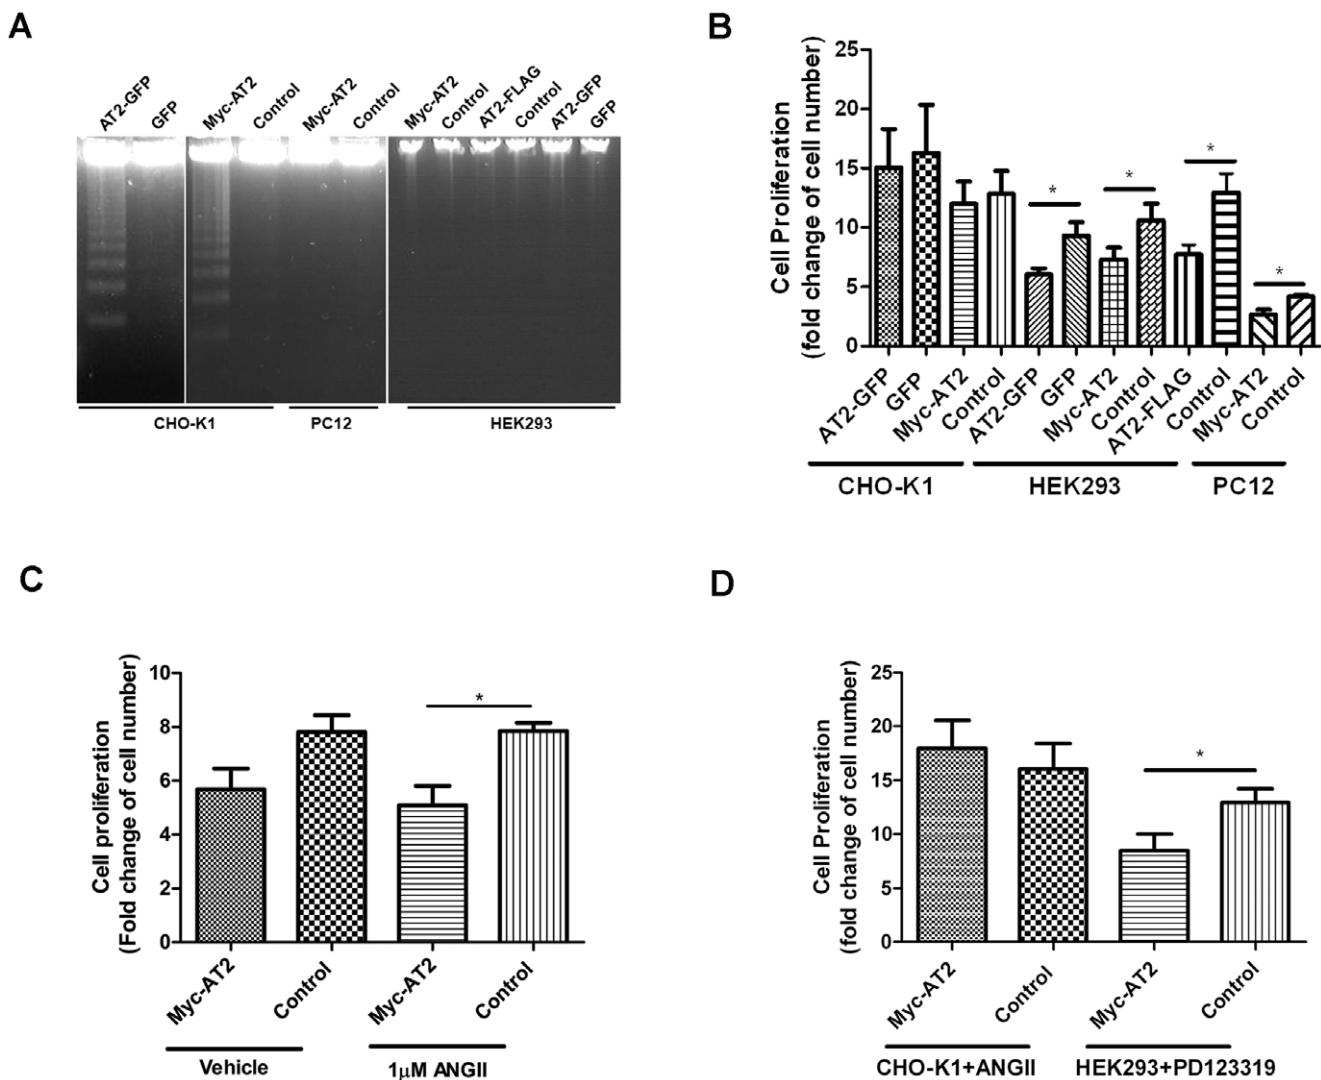 A
AT2-GFP
GFP
Myc-AT2
Control
Myc-AT2
Control
Myc-AT2
Control
AT2-FLAG
Control
AT2-GFP
GFP
CHO-K1
PC12
HEK293
B
Cell Proliferation
(fold change of cell number)
25
20
15
10
5
0
*
*
*
*
AT2-GFP
GFP
Myc-AT2
Control
AT2-GFP
GFP
Myc-AT2
Control
AT2-FLAG
Control
Myc-AT2
Control
CHO-K1
HEK293
PC12
C
Cell proliferation
(Fold change of cell number)
10
8
6
4
2
0
*
Myc-AT2
Control
Myc-AT2
Control
Vehicle
1μM ANGII
D
Cell Proliferation
(fold change of cell number)
25
20
15
10
5
0
*
Myc-AT2
Control
Myc-AT2
Control
CHO-K1+ANGII
HEK293+PD123319